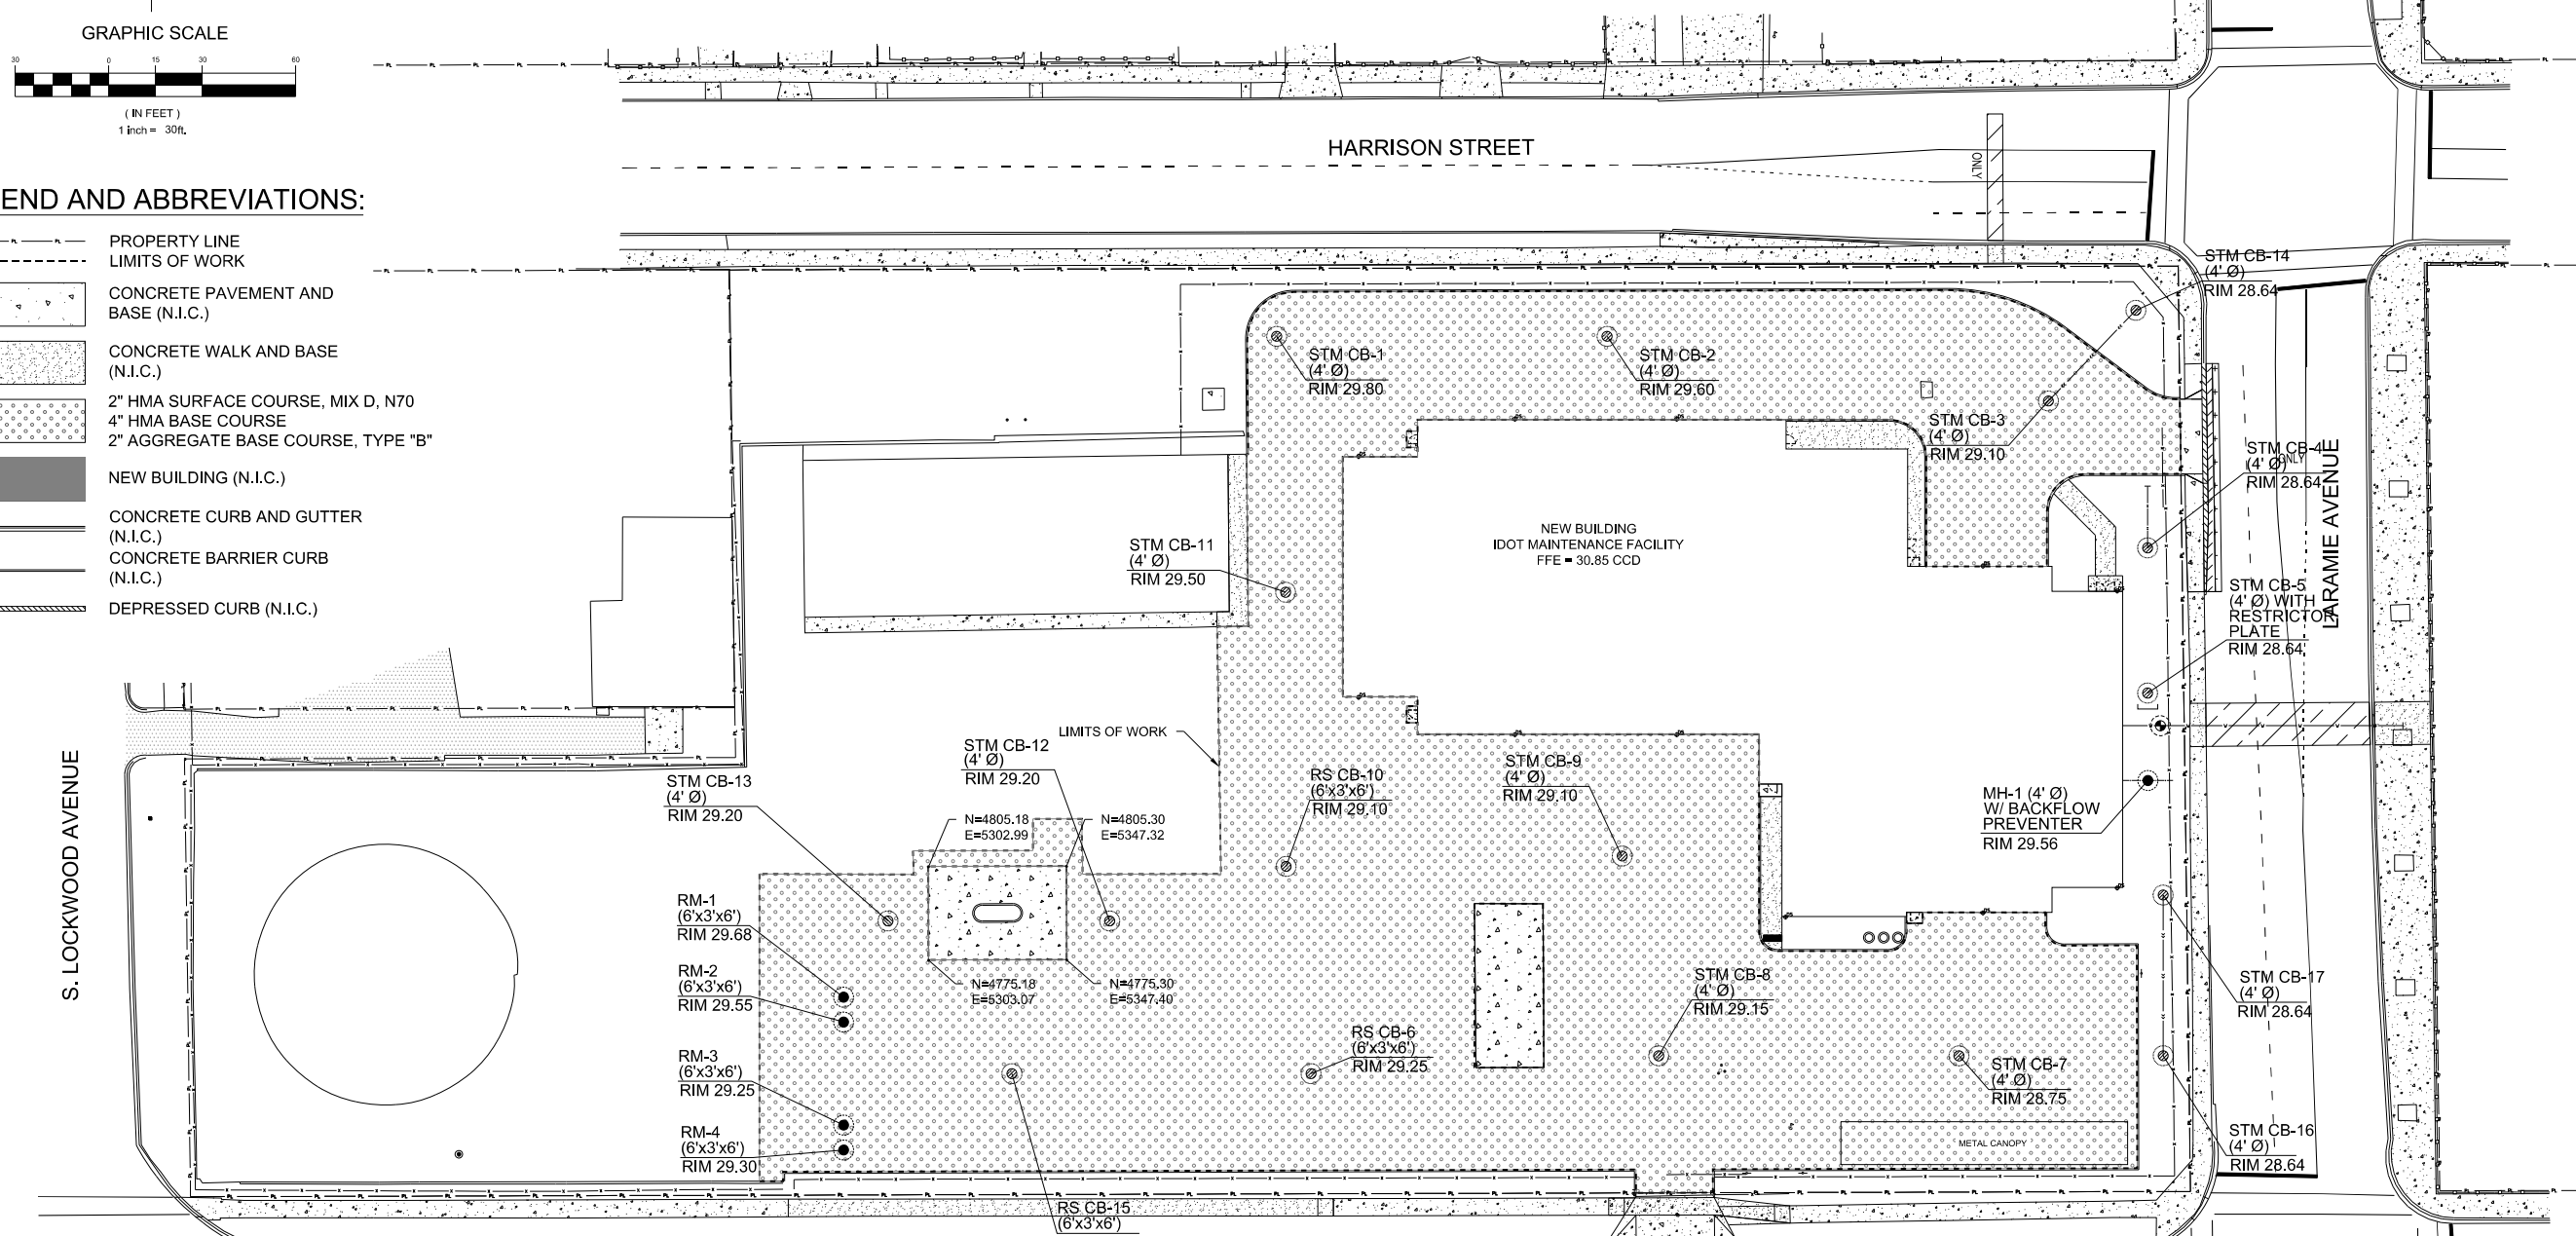 GRAPHIC SCALE
30 0 15 30 60
( IN FEET )
1 inch = 30ft.
END AND ABBREVIATIONS:
PROPERTY LINE
LIMITS OF WORK
CONCRETE PAVEMENT AND
BASE (N.I.C.)
CONCRETE WALK AND BASE
(N.I.C.)
2" HMA SURFACE COURSE, MIX D, N70
4" HMA BASE COURSE
2" AGGREGATE BASE COURSE, TYPE "B"
NEW BUILDING (N.I.C.)
CONCRETE CURB AND GUTTER
(N.I.C.)
CONCRETE BARRIER CURB
(N.I.C.)
DEPRESSED CURB (N.I.C.)
HARRISON STREET
ONLY
STM CB-14
(4' Ø)
RIM 28.64
STM CB-1
(4' Ø)
RIM 29.80
STM CB-2
(4' Ø)
RIM 29.60
STM CB-3
(4' Ø)
RIM 29.10
STM CB-4
(4' Ø)
RIM 28.64
ONLY
LARAMIE AVENUE
NEW BUILDING
IDOT MAINTENANCE FACILITY
FFE = 30.85 CCD
STM CB-11
(4' Ø)
RIM 29.50
STM CB-5
(4' Ø) WITH
RESTRICTOR
PLATE
RIM 28.64
LIMITS OF WORK
STM CB-12
(4' Ø)
RIM 29.20
STM CB-13
(4' Ø)
RIM 29.20
RS CB-10
(6'x3'x6')
RIM 29.10
STM CB-9
(4' Ø)
RIM 29.10
MH-1 (4' Ø)
W/ BACKFLOW
PREVENTER
RIM 29.56
S. LOCKWOOD AVENUE
N=4805.18
E=5302.99
N=4805.30
E=5347.32
RM-1
(6'x3'x6')
RIM 29.68
RM-2
(6'x3'x6')
RIM 29.55
N=4775.18
E=5303.07
N=4775.30
E=5347.40
STM CB-8
(4' Ø)
RIM 29.15
STM CB-17
(4' Ø)
RIM 28.64
RM-3
(6'x3'x6')
RIM 29.25
RS CB-6
(6'x3'x6')
RIM 29.25
STM CB-7
(4' Ø)
RIM 28.75
RM-4
(6'x3'x6')
RIM 29.30
METAL CANOPY
STM CB-16
(4' Ø)
RIM 28.64
RS CB-15
(6'x3'x6')